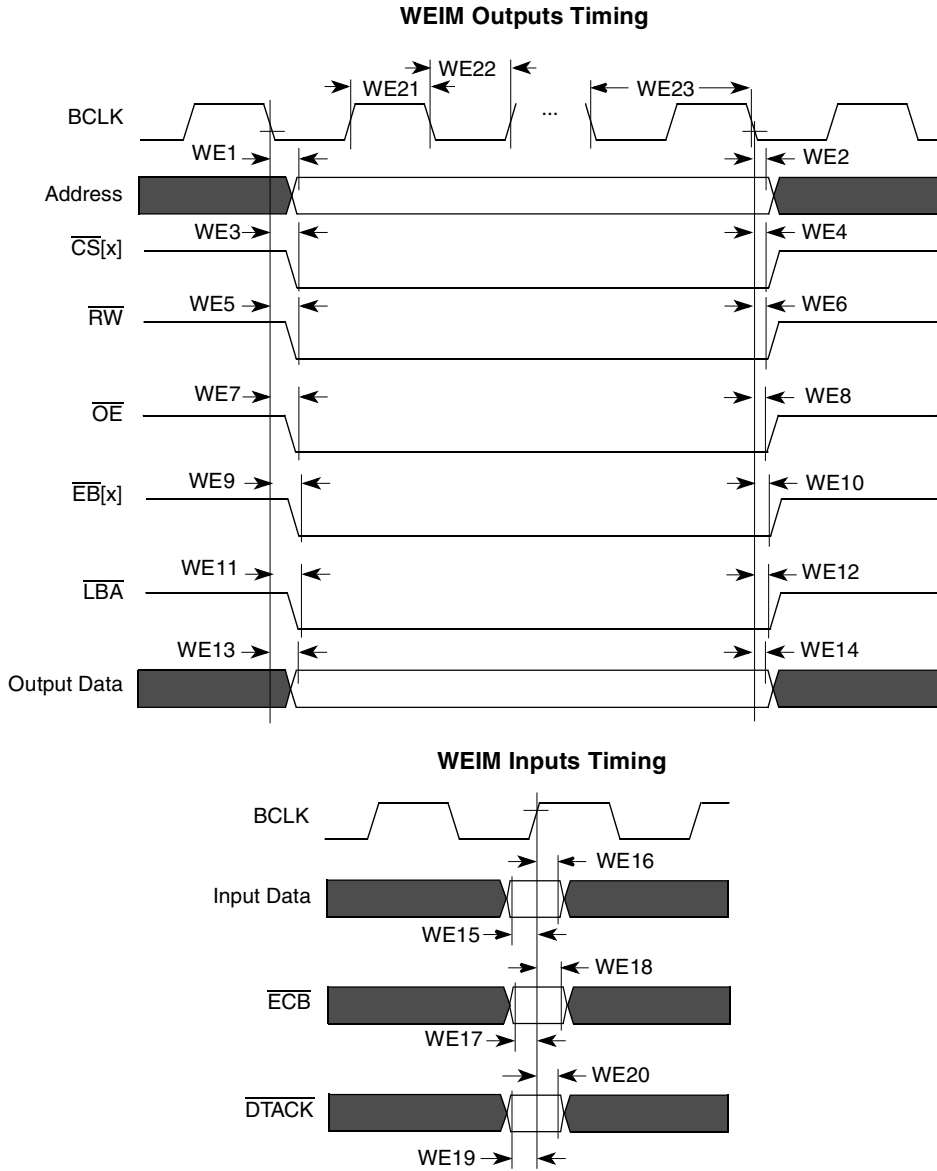 WEIM Outputs Timing
WE22
WE21
WE23
...
BCLK
WE1
WE2
Address
WE3
WE4
CS[x]
WE5
WE6
RW
WE7
WE8
OE
WE9
WE10
EB[x]
WE11
WE12
LBA
WE13
WE14
Output Data
WEIM Inputs Timing
BCLK
WE16
Input Data
WE15
WE18
ECB
WE17
WE20
DTACK
WE19